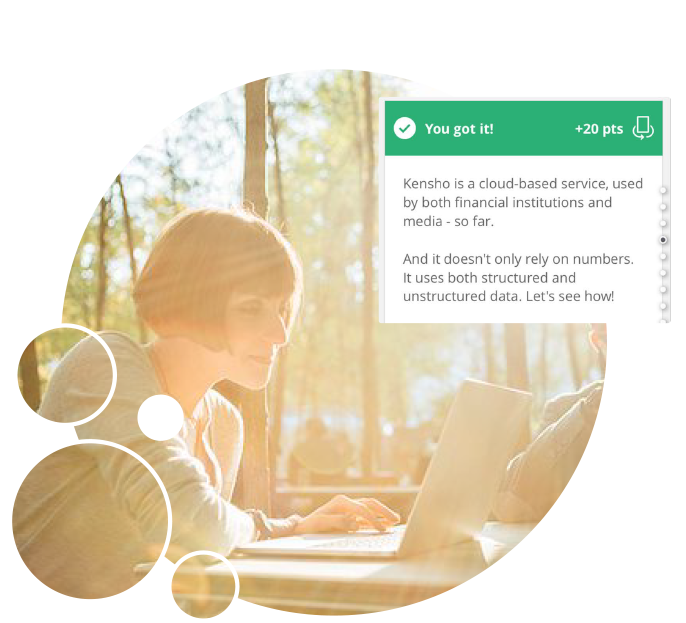 You got it!
+20 pts
Kensho is a cloud-based service, used
by both financial institutions and
media - so far.
And it doesn't only rely on numbers.
It uses both structured and
unstructured data. Let's see how!